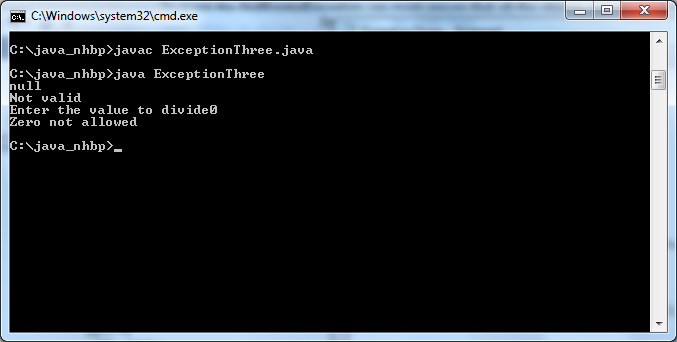 C:\Windows\system32\cmd.exe
C:\java_nhbp>javac ExceptionThree.java
C:\java_nhbp>java ExceptionThree
null
Not valid
Enter the value to divide0
Zero not allowed
C:\java_nhbp>_